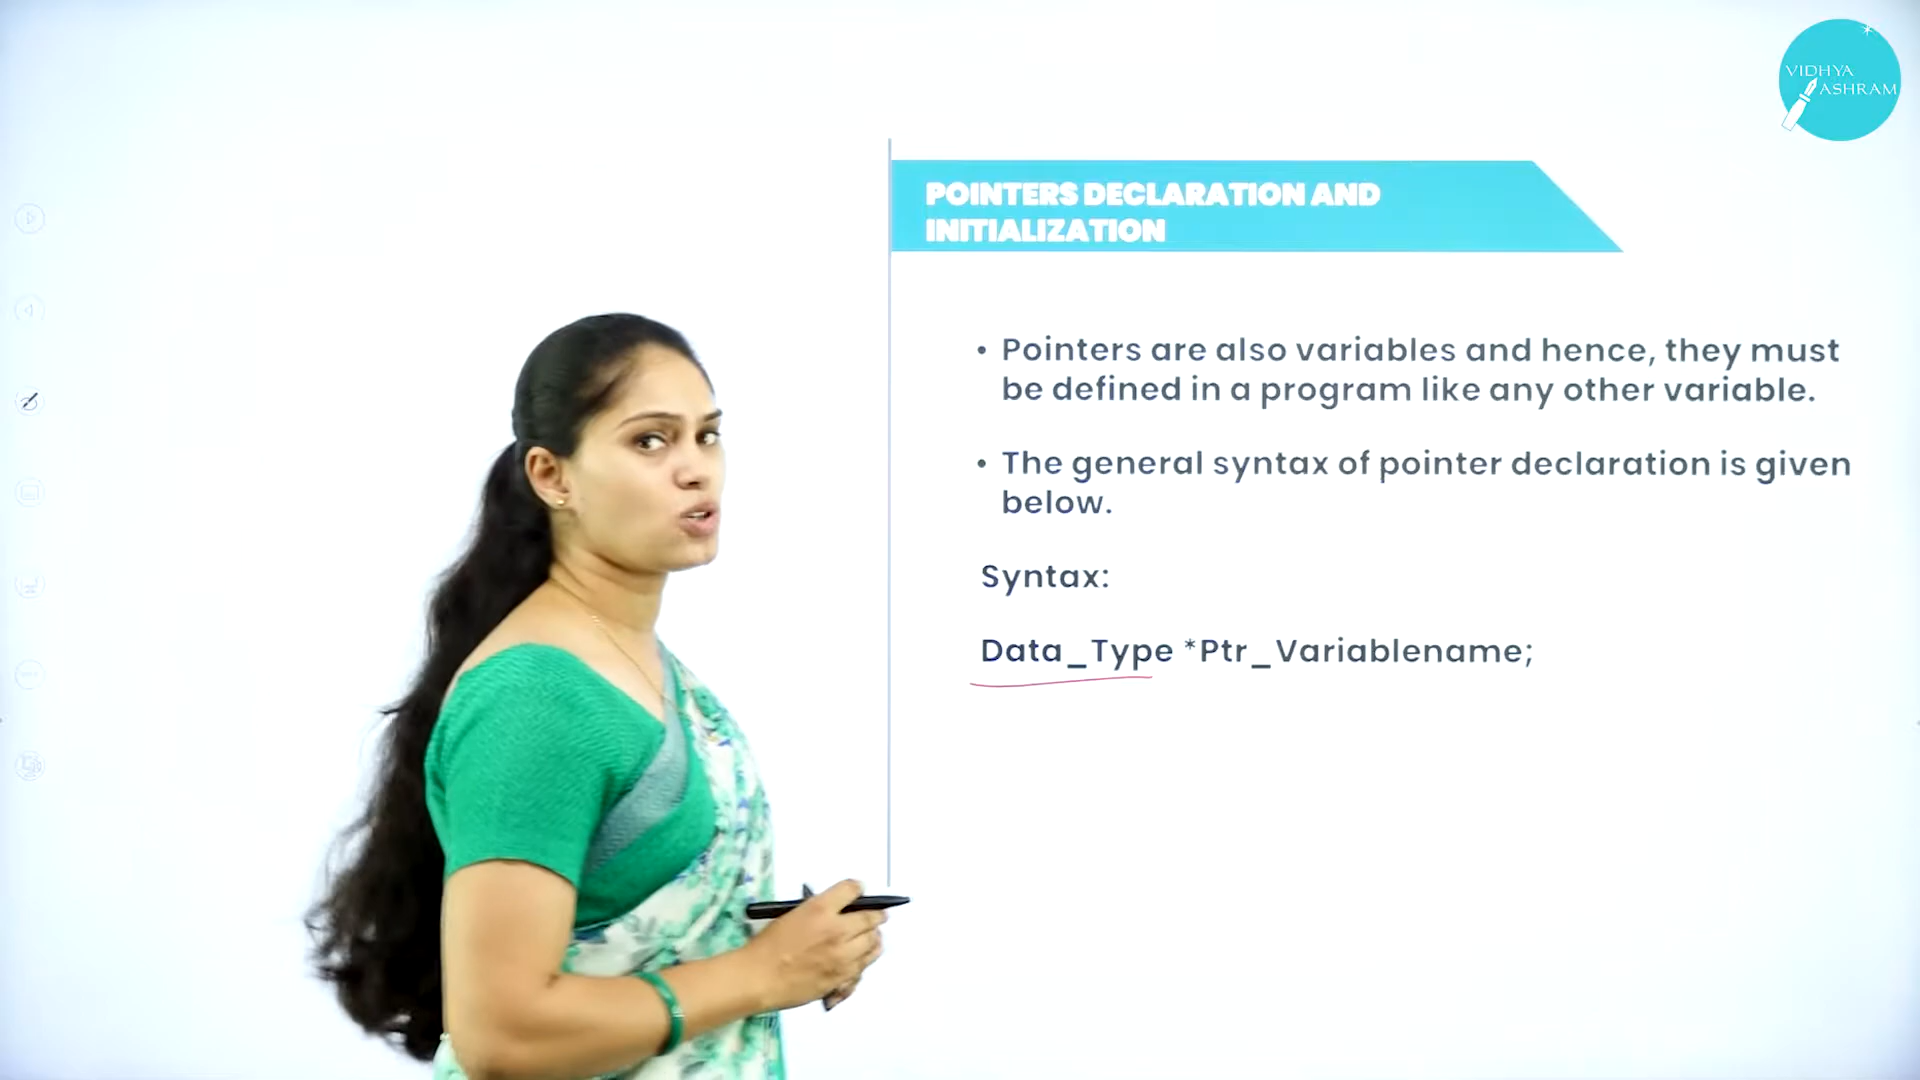 VIDHYA
ASHRAM
POINTERS DECLARATION AND
INITIALIZATION
• Pointers are also variables and hence, they must
be defined in a program like any other variable.
• The general syntax of pointer declaration is given
below.
Syntax:
Data_Type *Ptr_Variablename;